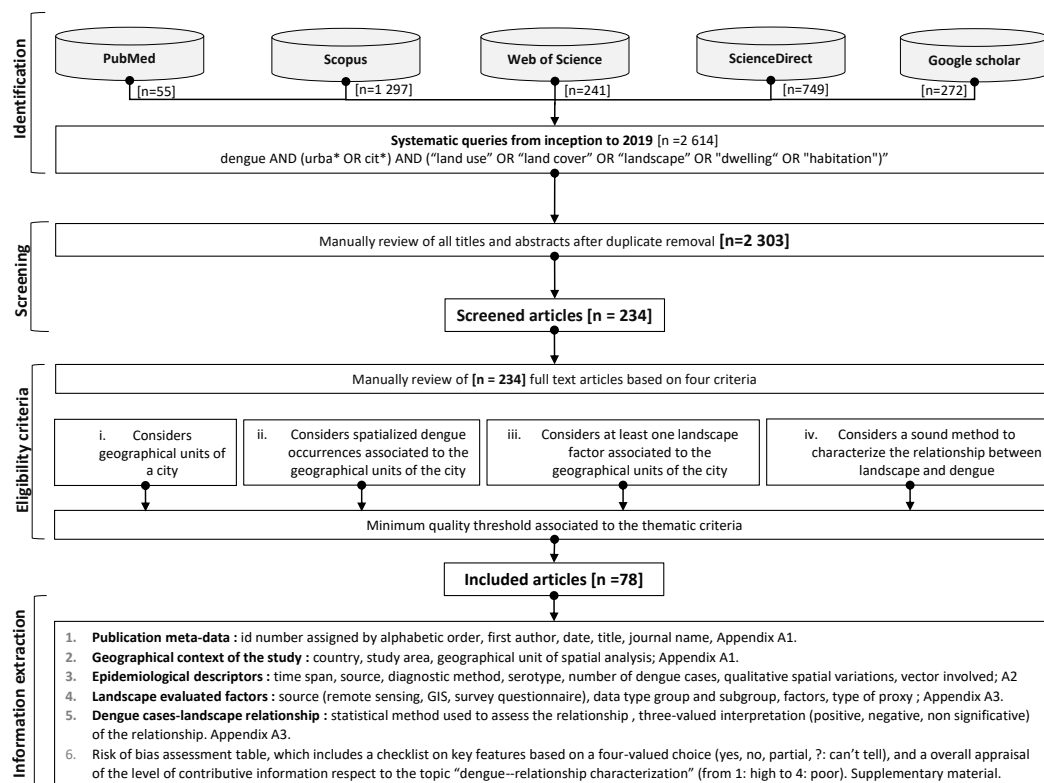 Identification
PubMed
Scopus
Web of Science
ScienceDirect
Google scholar
[n=55]
[n=1 297]
[n=241]
[n=749]
[n=272]
Systematic queries from inception to 2019 [n =2 614]
dengue AND (urba* OR cit*) AND (“land use” OR “land cover” OR “landscape” OR "dwelling“ OR "habitation")”
Screening
Manually review of all titles and abstracts after duplicate removal [n=2 303]
Screened articles [n = 234]
Eligibility criteria
Manually review of [n = 234] full text articles based on four criteria
i. Considers
geographical units of
a city
ii. Considers spatialized dengue
occurrences associated to the
geographical units of the city
iii. Considers at least one landscape
factor associated to the
geographical units of the city
iv. Considers a sound method to
characterize the relationship between
landscape and dengue
Minimum quality threshold associated to the thematic criteria
Included articles [n =78]
Information extraction
1. Publication meta-data : id number assigned by alphabetic order, first author, date, title, journal name, Appendix A1.
2. Geographical context of the study : country, study area, geographical unit of spatial analysis; Appendix A1.
3. Epidemiological descriptors : time span, source, diagnostic method, serotype, number of dengue cases, qualitative spatial variations, vector involved; A2
4. Landscape evaluated factors : source (remote sensing, GIS, survey questionnaire), data type group and subgroup, factors, type of proxy ; Appendix A3.
5. Dengue cases-landscape relationship : statistical method used to assess the relationship , three-valued interpretation (positive, negative, non significative)
of the relationship. Appendix A3.
6. Risk of bias assessment table, which includes a checklist on key features based on a four-valued choice (yes, no, partial, ?: can’t tell), and a overall appraisal
of the level of contributive information respect to the topic “dengue--relationship characterization” (from 1: high to 4: poor). Supplementary material.